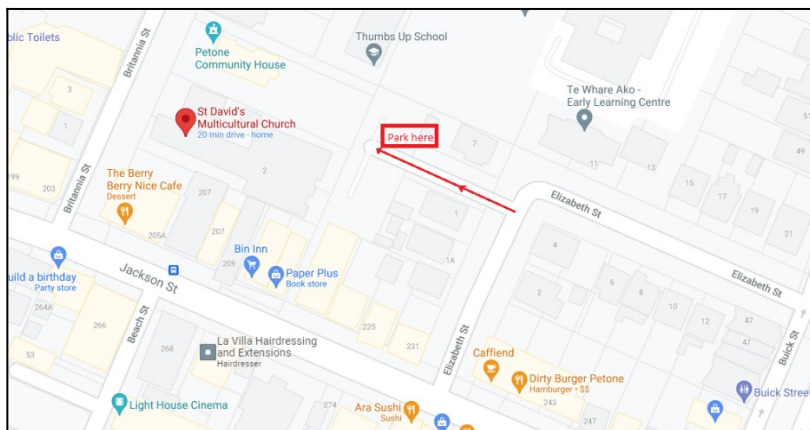 blic Toilets
Britannia St
Petone
Community House
Thumbs Up School
Te Whare Ako -
Early Learning Centre
3
1
St David's
Multicultural Church
20 min drive - home
Park here
7
11
13
51
49
15
17
19
21
199
203
Britannia St
The Berry
Berry Nice Cafe
Dessert
205A
207
207
2
209
Bin Inn
Paper Plus
Book store
1
1A
Elizabeth St
4
2
6
8
10
12
Elizabeth St
47
47
Buick St
uild a birthday
Party store
264A
266
53
Jackson St
Beach St
268
225
231
Elizabeth St
La Villa Hairdressing
and Extensions
Hairdresser
Caffiend
Dirty Burger Petone
Hamburger · $$
243
247
Buick Street
Light House Cinema
274
Ara Sushi
Sushi